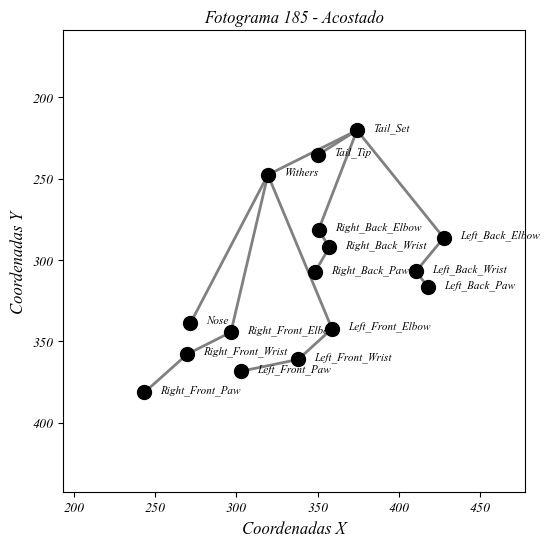 Fotograma 185 - Acostado
Coordenadas Y
200
250
300
350
400
Tail_Set
Tail_Tip
Withers
Right_Back_Elbow
Left_Back_Elbow
Right_Back_Wrist
Right_Back_Paw
Left_Back_Wrist
Left_Back_Paw
Nose
Right_Front_Elbow
Left_Front_Elbow
Right_Front_Wrist
Left_Front_Wrist
Left_Front_Paw
Right_Front_Paw
200 250 300 350 400 450
Coordenadas X